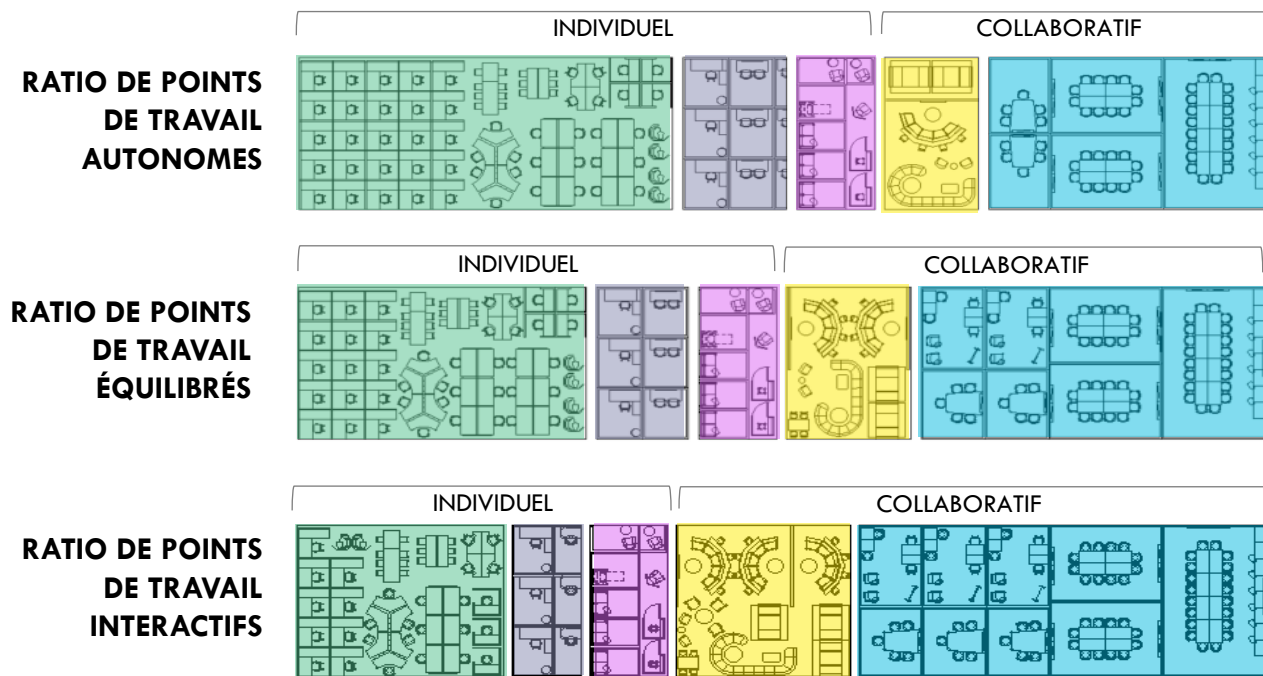 INDIVIDUEL
COLLABORATIF
RATIO DE POINTS
DE TRAVAIL
AUTONOMES
INDIVIDUEL
COLLABORATIF
RATIO DE POINTS
DE TRAVAIL
ÉQUILIBRÉS
INDIVIDUEL
COLLABORATIF
RATIO DE POINTS
DE TRAVAIL
INTERACTIFS